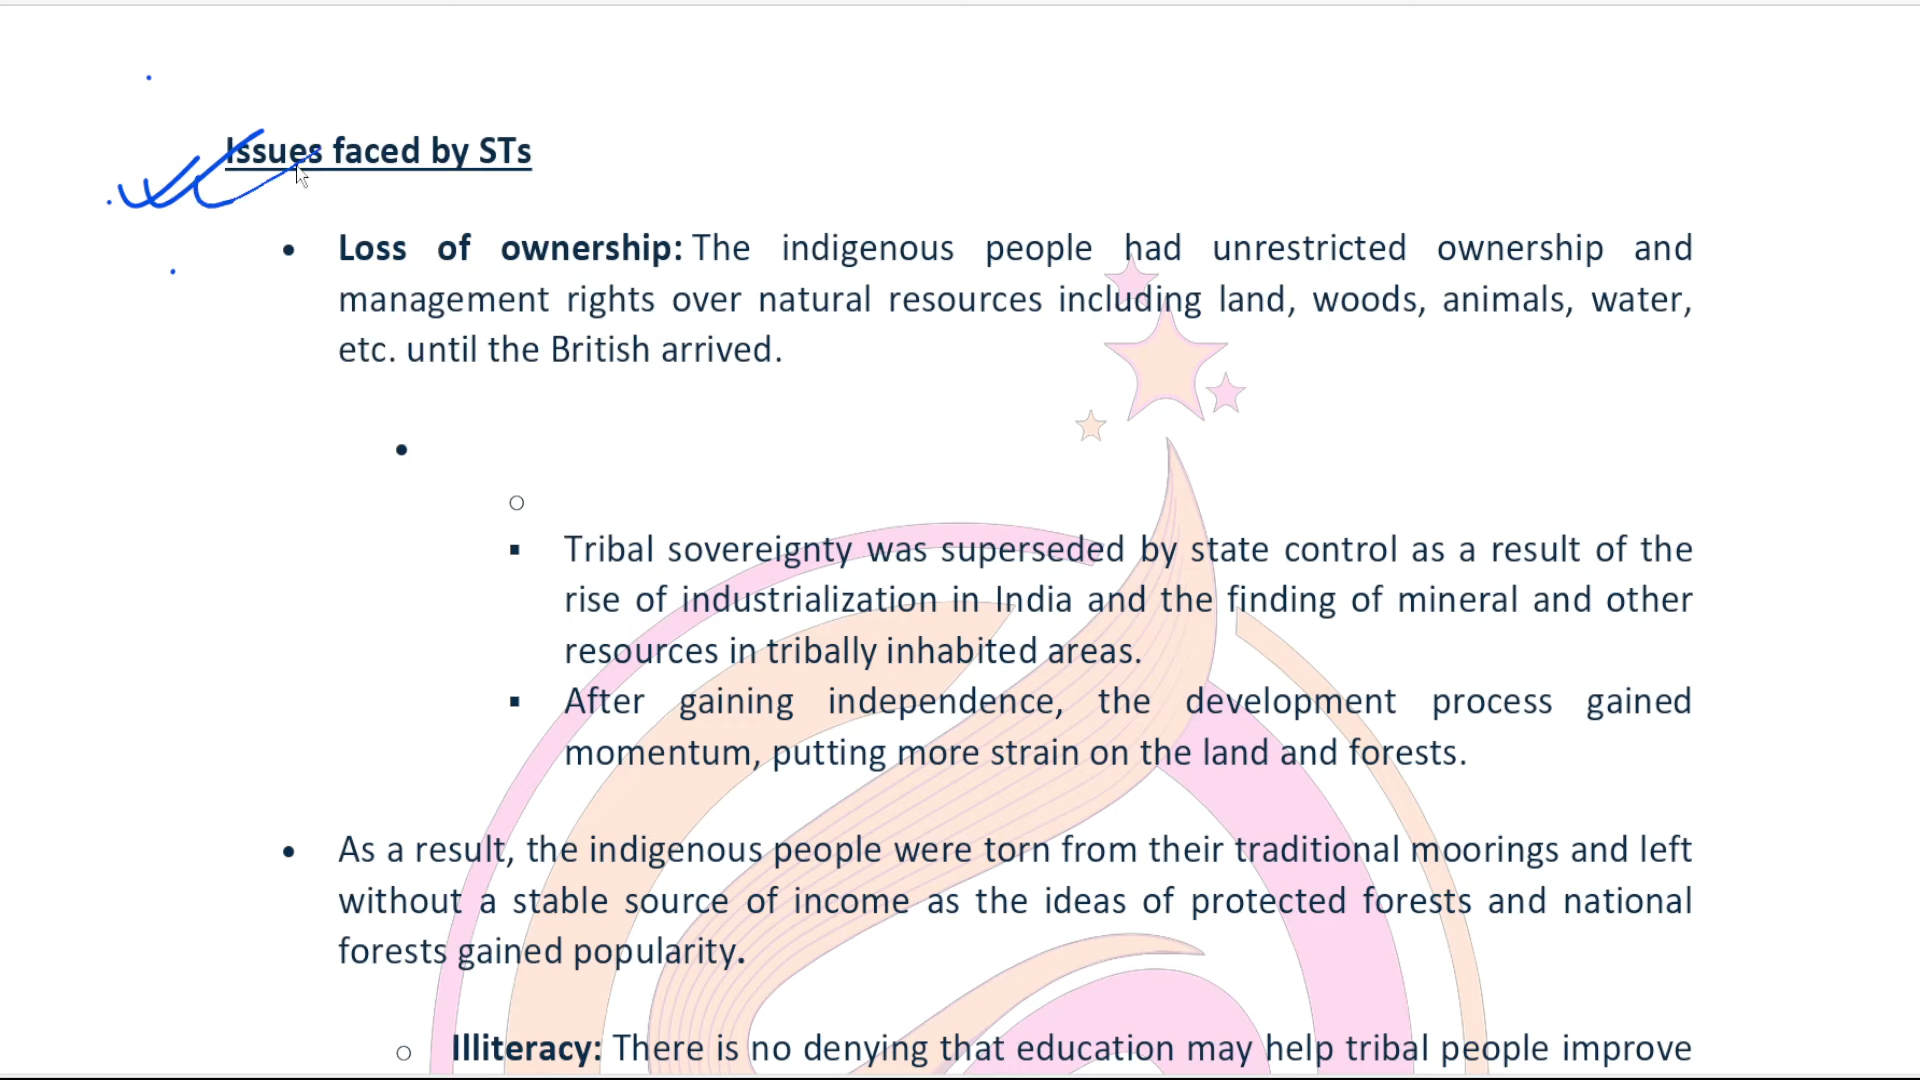 Issues faced by STs
• Loss of ownership: The indigenous people had unrestricted ownership and
management rights over natural resources including land, woods, animals, water,
etc. until the British arrived.
•
○
▪ Tribal sovereignty was superseded by state control as a result of the
rise of industrialization in India and the finding of mineral and other
resources in tribally inhabited areas.
▪ After gaining independence, the development process gained
momentum, putting more strain on the land and forests.
• As a result, the indigenous people were torn from their traditional moorings and left
without a stable source of income as the ideas of protected forests and national
forests gained popularity.
○ Illiteracy: There is no denying that education may help tribal people improve